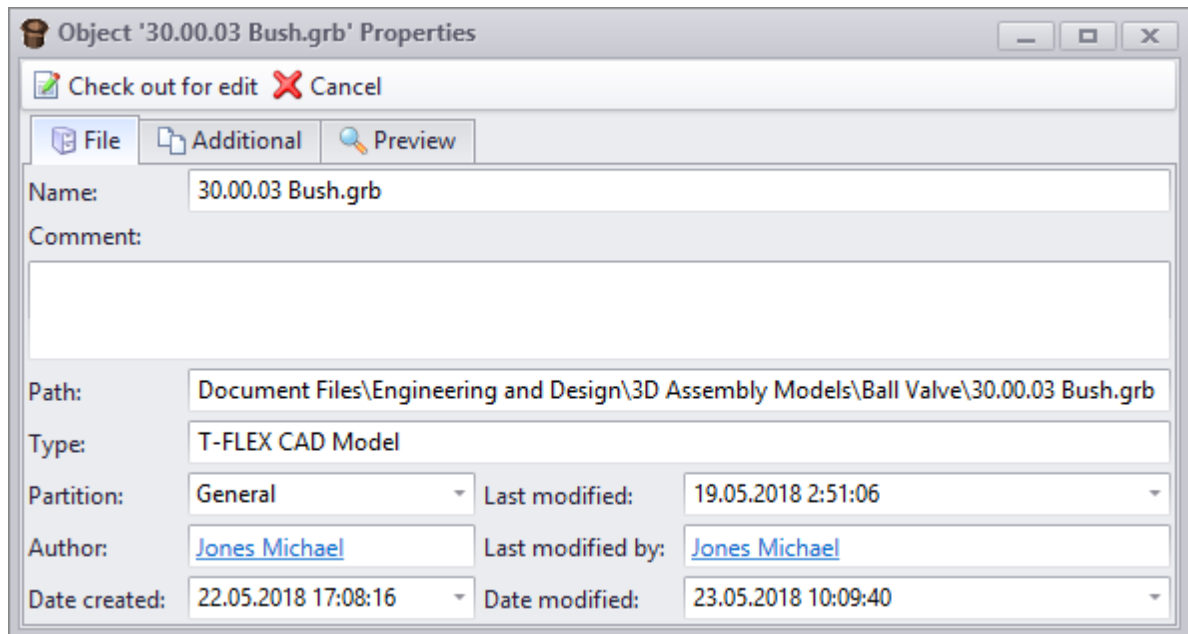 Object '30.00.03 Bush.grb' Properties
Check out for edit Cancel
File Additional Preview
Name: 30.00.03 Bush.grb
Comment:
Path: Document Files\Engineering and Design\3D Assembly Models\Ball Valve\30.00.03 Bush.grb
Type: T-FLEX CAD Model
Partition: General Last modified: 19.05.2018 2:51:06
Author: Jones Michael Last modified by: Jones Michael
Date created: 22.05.2018 17:08:16 Date modified: 23.05.2018 10:09:40